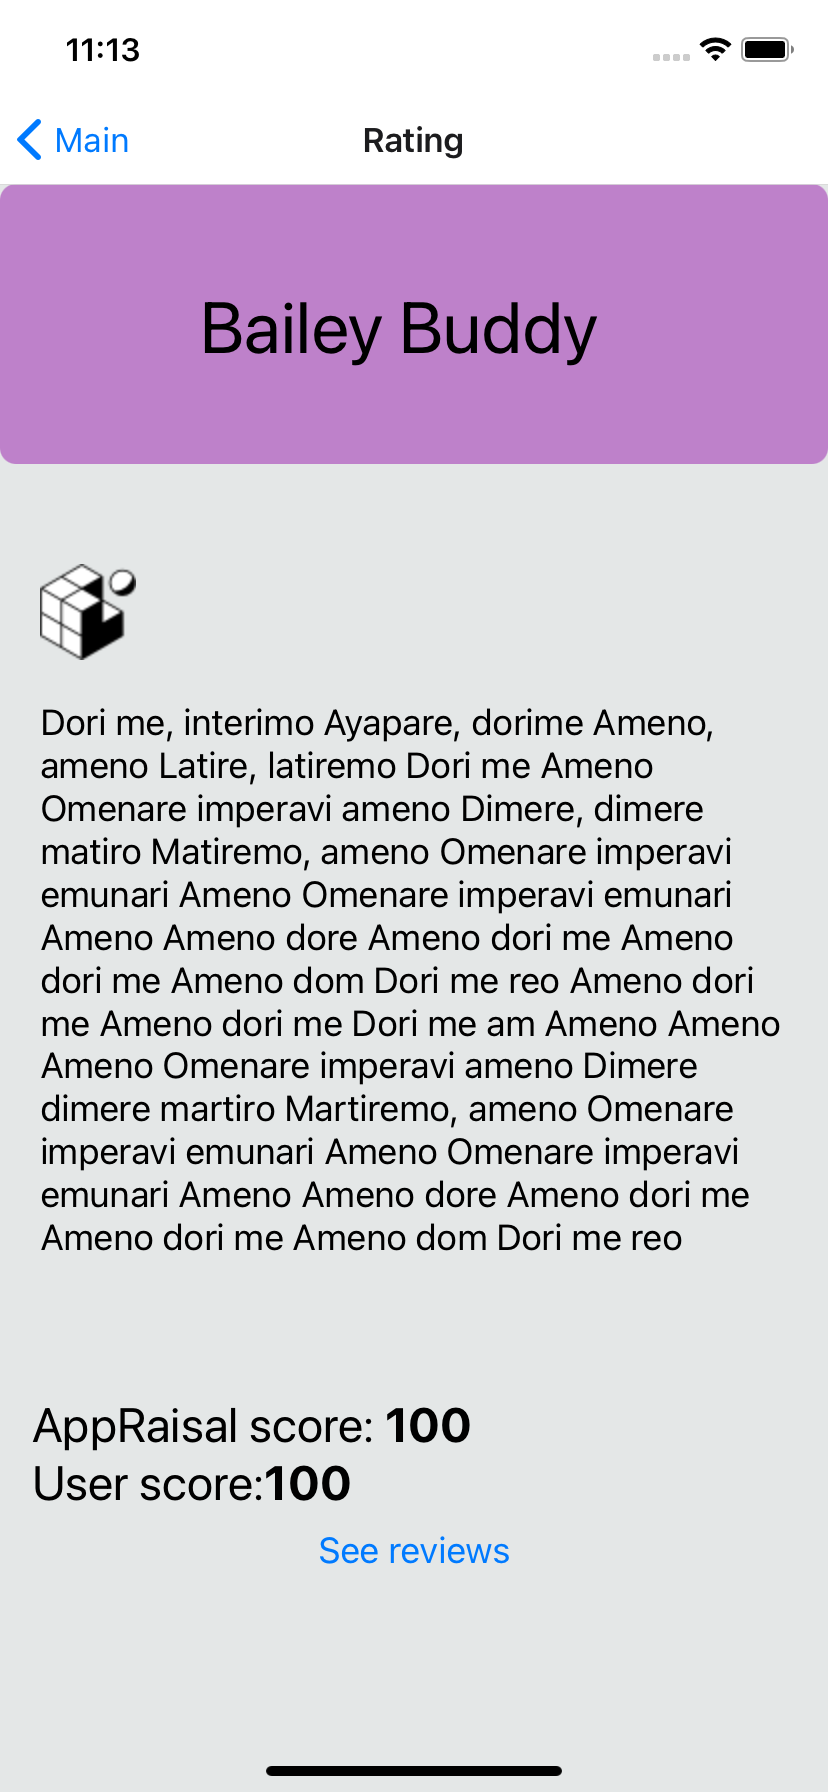 11:13
Main
Rating
Bailey Buddy
Dori me, interimo Ayapare, dorime Ameno,
ameno Latire, latiremo Dori me Ameno
Omenare imperavi ameno Dimere, dimere
matiro Matiremo, ameno Omenare imperavi
emunari Ameno Omenare imperavi emunari
Ameno Ameno dore Ameno dori me Ameno
dori me Ameno dom Dori me reo Ameno dori
me Ameno dori me Dori me am Ameno Ameno
Ameno Omenare imperavi ameno Dimere
dimere martiro Martiremo, ameno Omenare
imperavi emunari Ameno Omenare imperavi
emunari Ameno Ameno dore Ameno dori me
Ameno dori me Ameno dom Dori me reo
AppRaisal score: 100
User score:100
See reviews